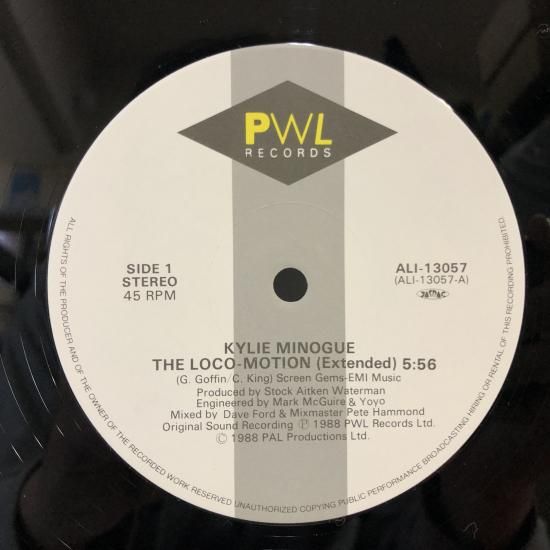 PWL
RECORDS
SIDE 1
STEREO
45 RPM
ALI-13057
(ALI-13057-A)
JASRAC
KYLIE MINOGUE
THE LOCO-MOTION (Extended) 5:56
(G. Goffin/C. King) Screen Gems-EMI Music
Produced by Stock Aitken Waterman
Engineered by Mark McGuire & Yoyo
Mixed by Dave Ford & Mixmaster Pete Hammond
Original Sound Recording Ⓟ 1988 PWL Records Ltd.
© 1988 PAL Productions Ltd.
ALL RIGHTS OF THE PRODUCER AND OF THE OWNER OF THE RECORDED WORK RESERVED UNAUTHORIZED COPYING PUBLIC PERFORMANCE BROADCASTING HIRING OR RENTAL OF THIS RECORDING PROHIBITED.